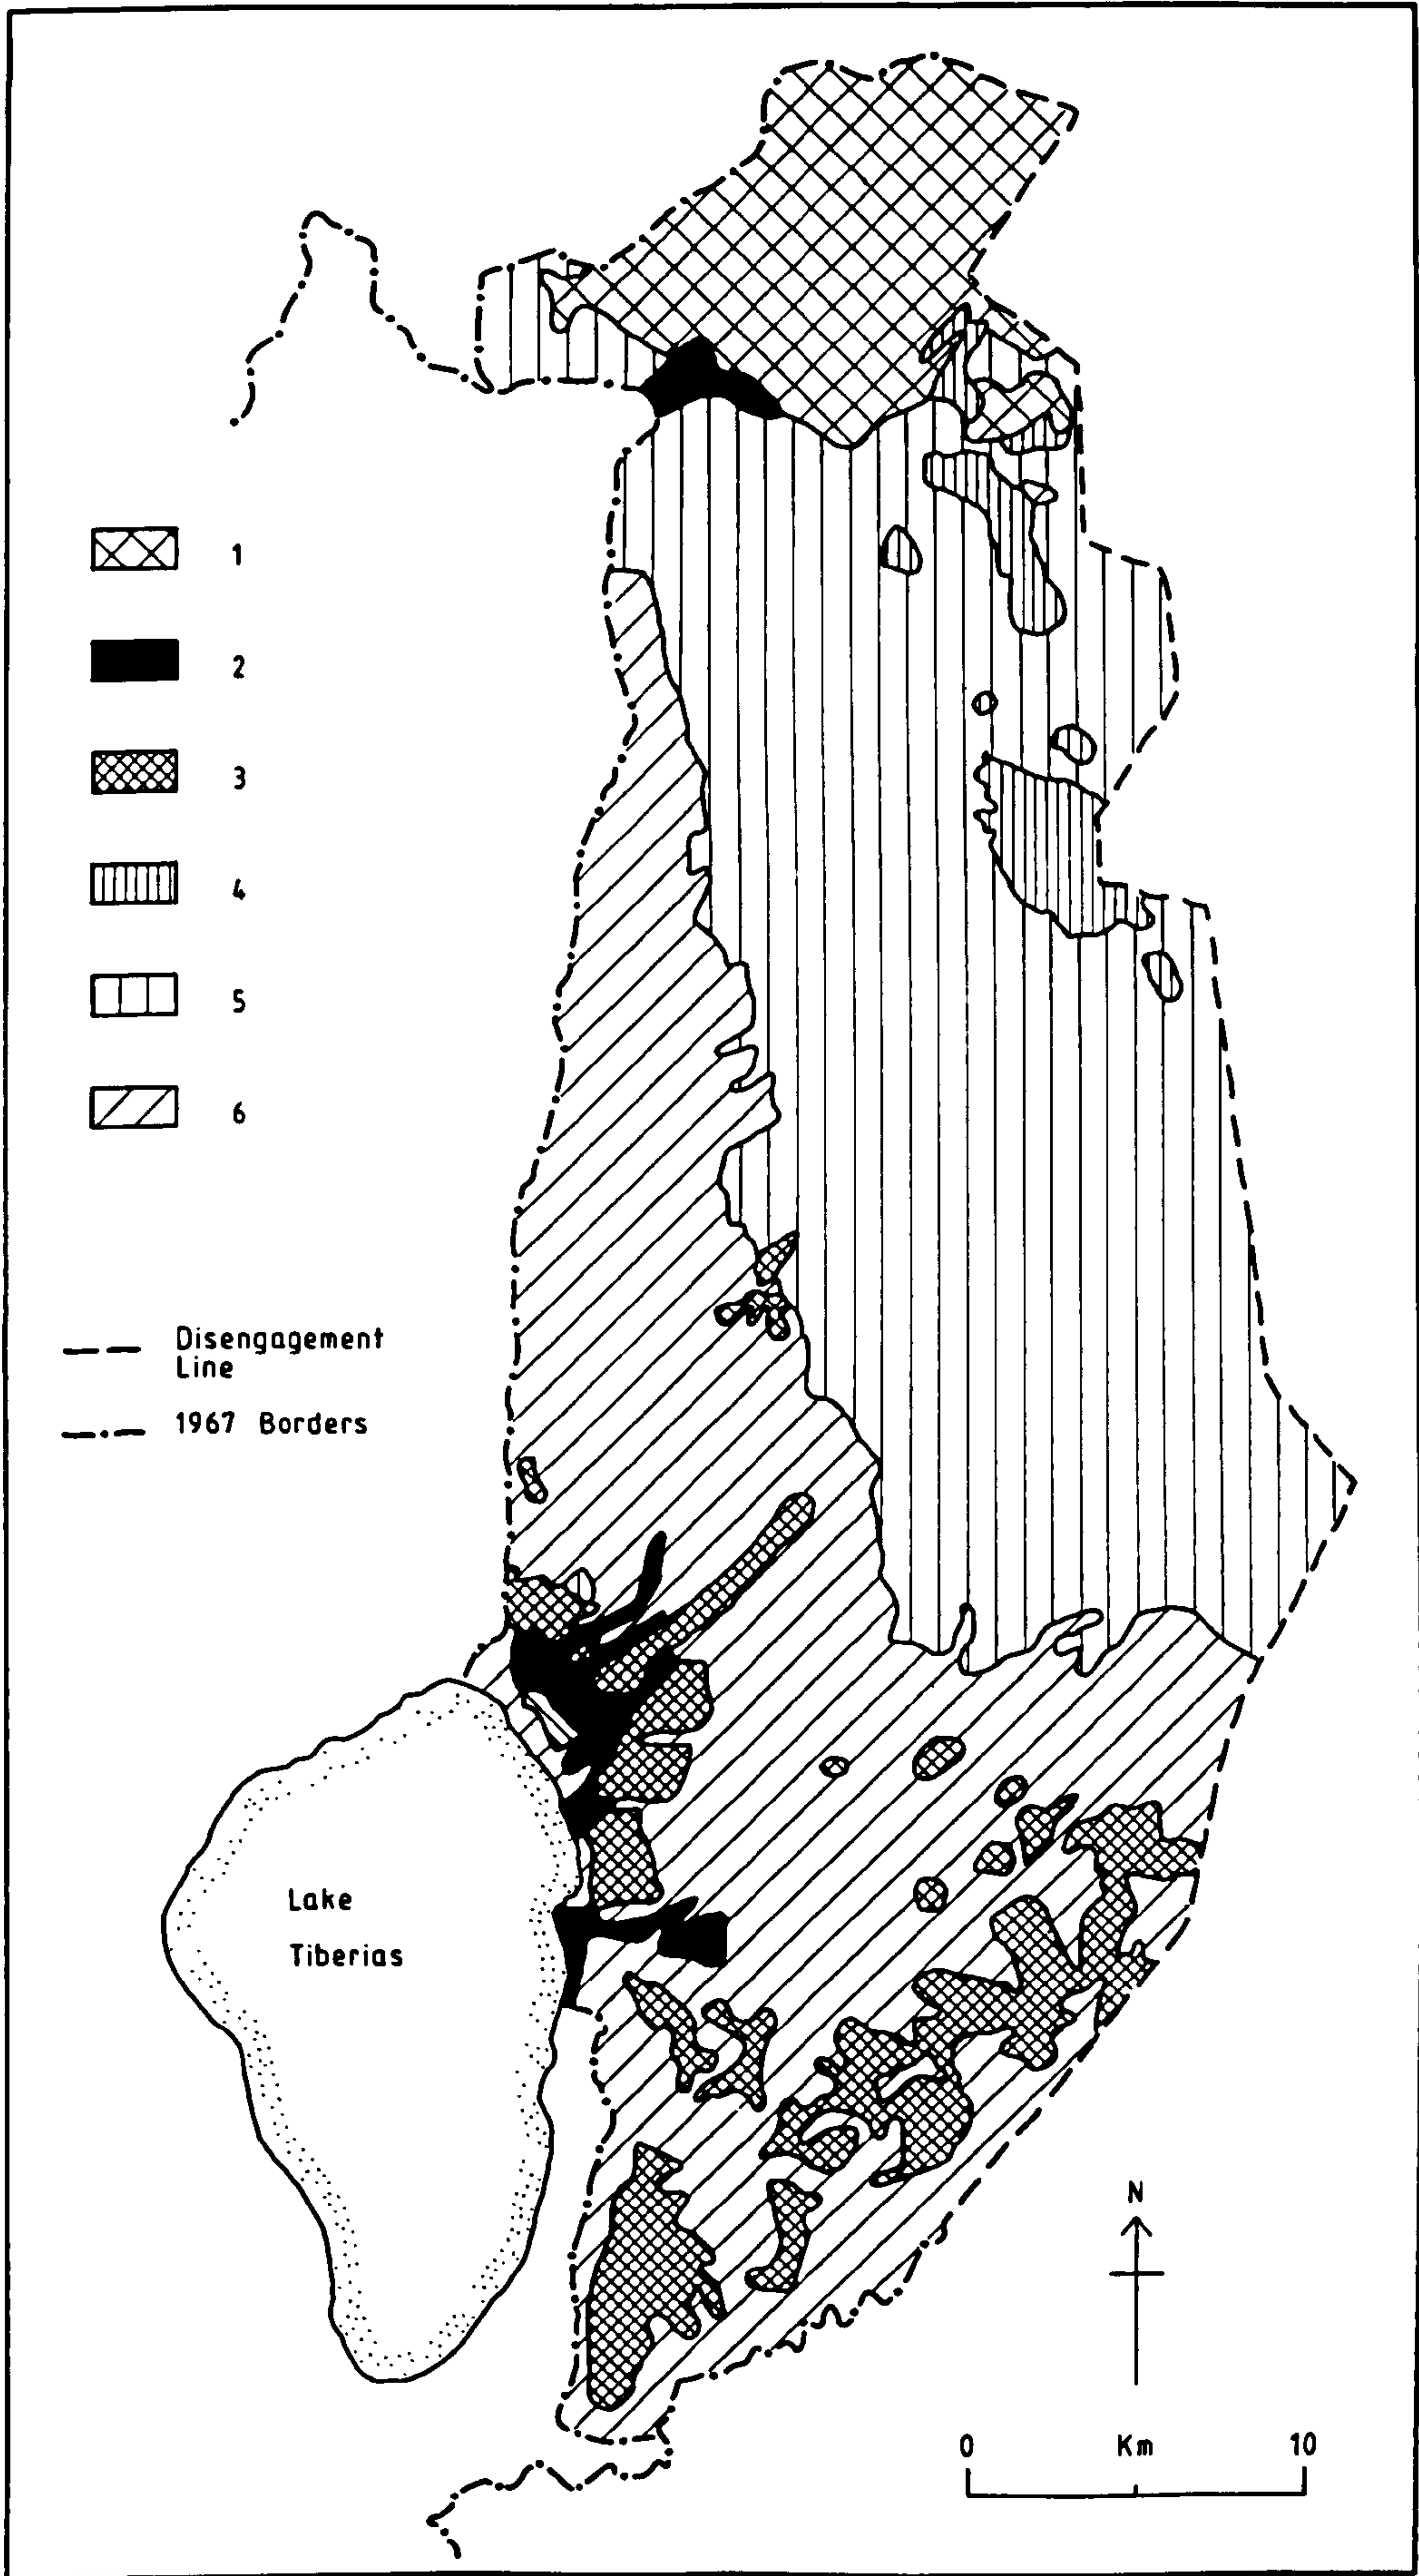 1
2
3
4
5
6
Disengagement
Line
1967 Borders
Lake
Tiberias
N
0 Km 10